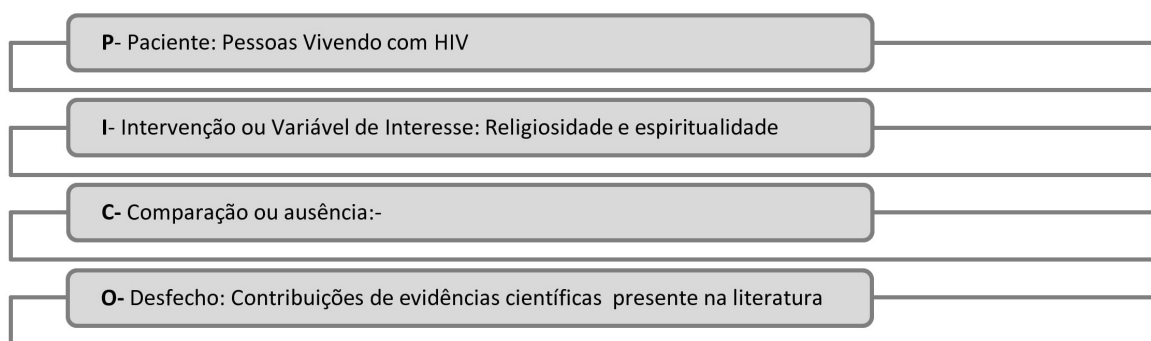 P- Paciente: Pessoas Vivendo com HIV
I- Intervenção ou Variável de Interesse: Religiosidade e espiritualidade
C- Comparação ou ausência:-
O- Desfecho: Contribuições de evidências científicas presente na literatura